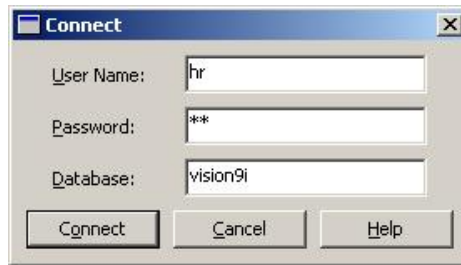 Connect
User Name: hr
Password: **
Database: vision9i
Connect Cancel Help